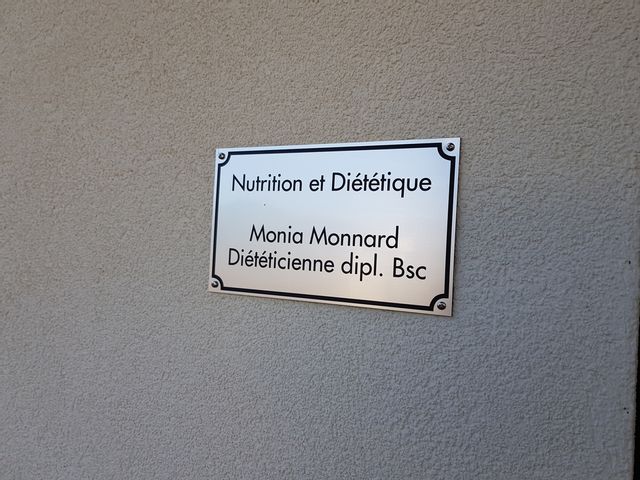 Nutrition et Diététique
Monia Monnard
Diététicienne dipl. Bsc